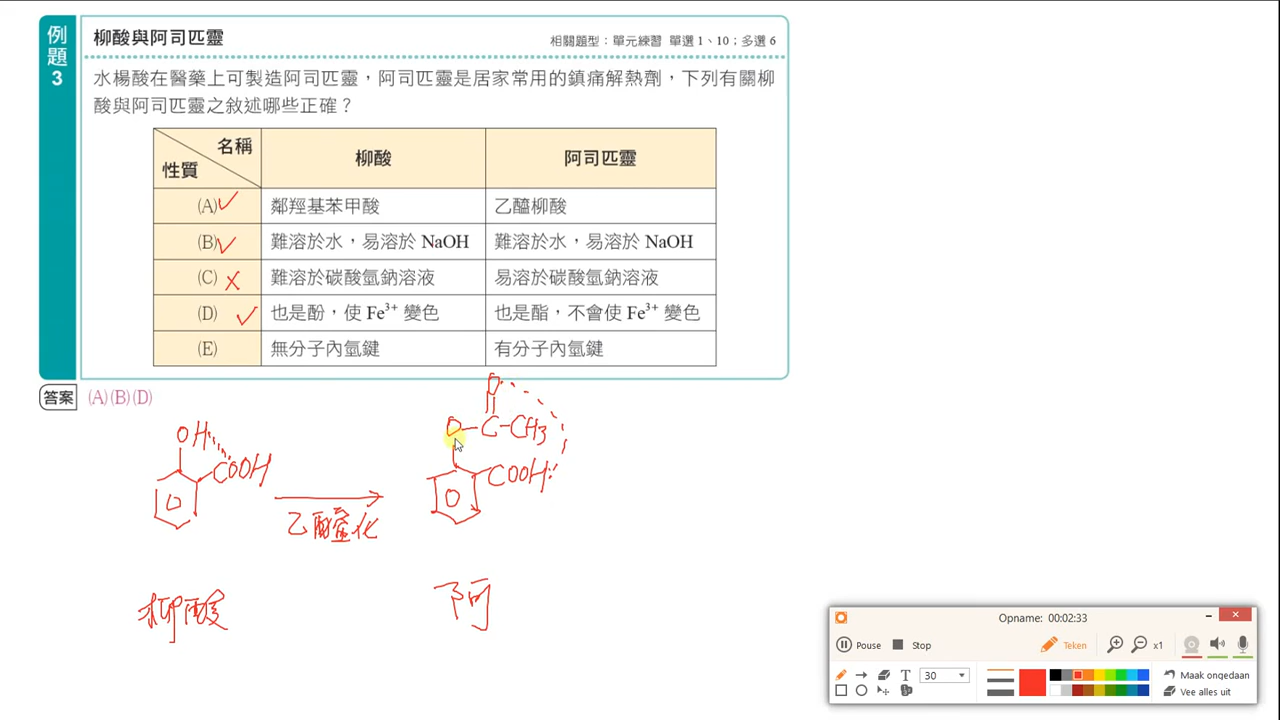 例題3
柳酸與阿司匹靈
相關題型：單元練習 單選 1、10；多選 6
水楊酸在醫藥上可製造阿司匹靈，阿司匹靈是居家常用的鎮痛解熱劑，下列有關柳
酸與阿司匹靈之敘述哪些正確？
名稱
性質
柳酸
阿司匹靈
(A)✓ 鄰羥基苯甲酸 乙醯柳酸
(B)✓ 難溶於水，易溶於 NaOH 難溶於水，易溶於 NaOH
(C)✗ 難溶於碳酸氫鈉溶液 易溶於碳酸氫鈉溶液
(D)✓ 也是酚，使 Fe³⁺ 變色 也是酯，不會使 Fe³⁺ 變色
(E) 無分子內氫鍵 有分子內氫鍵
答案 (A)(B)(D)
OH
COOH
乙醯化
O
O-C-CH₃
COOH
柳酸
阿
Opname: 00:02:33
Pause Stop Teken x1
T 30 Maak ongedaan
Vee alles uit